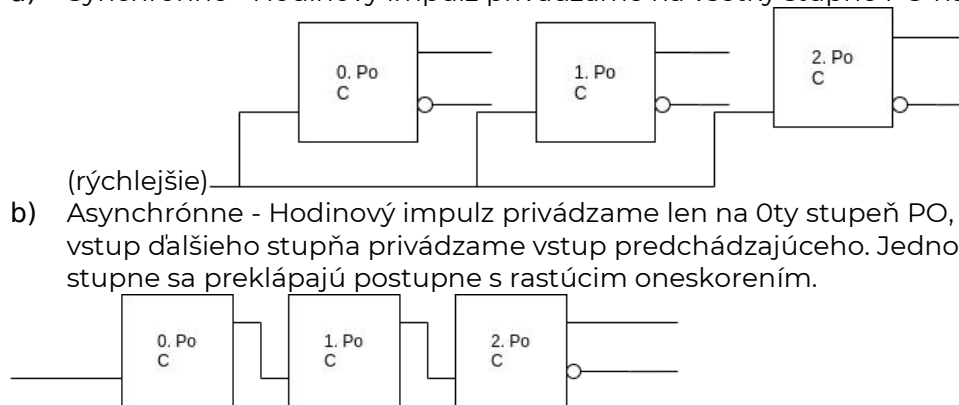 0. Po
C
1. Po
C
2. Po
C
(rýchlejšie)
b) Asynchrónne - Hodinový impulz privádzame len na 0ty stupeň PO,
vstup ďalšieho stupňa privádzame vstup predchádzajúceho. Jedno
stupne sa preklápajú postupne s rastúcim oneskorením.
0. Po
C
1. Po
C
2. Po
C